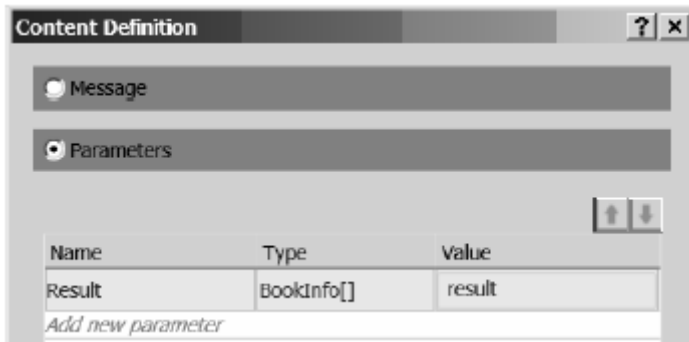 Content Definition
Message
Parameters
Name Type Value
Result BookInfo[] result
Add new parameter